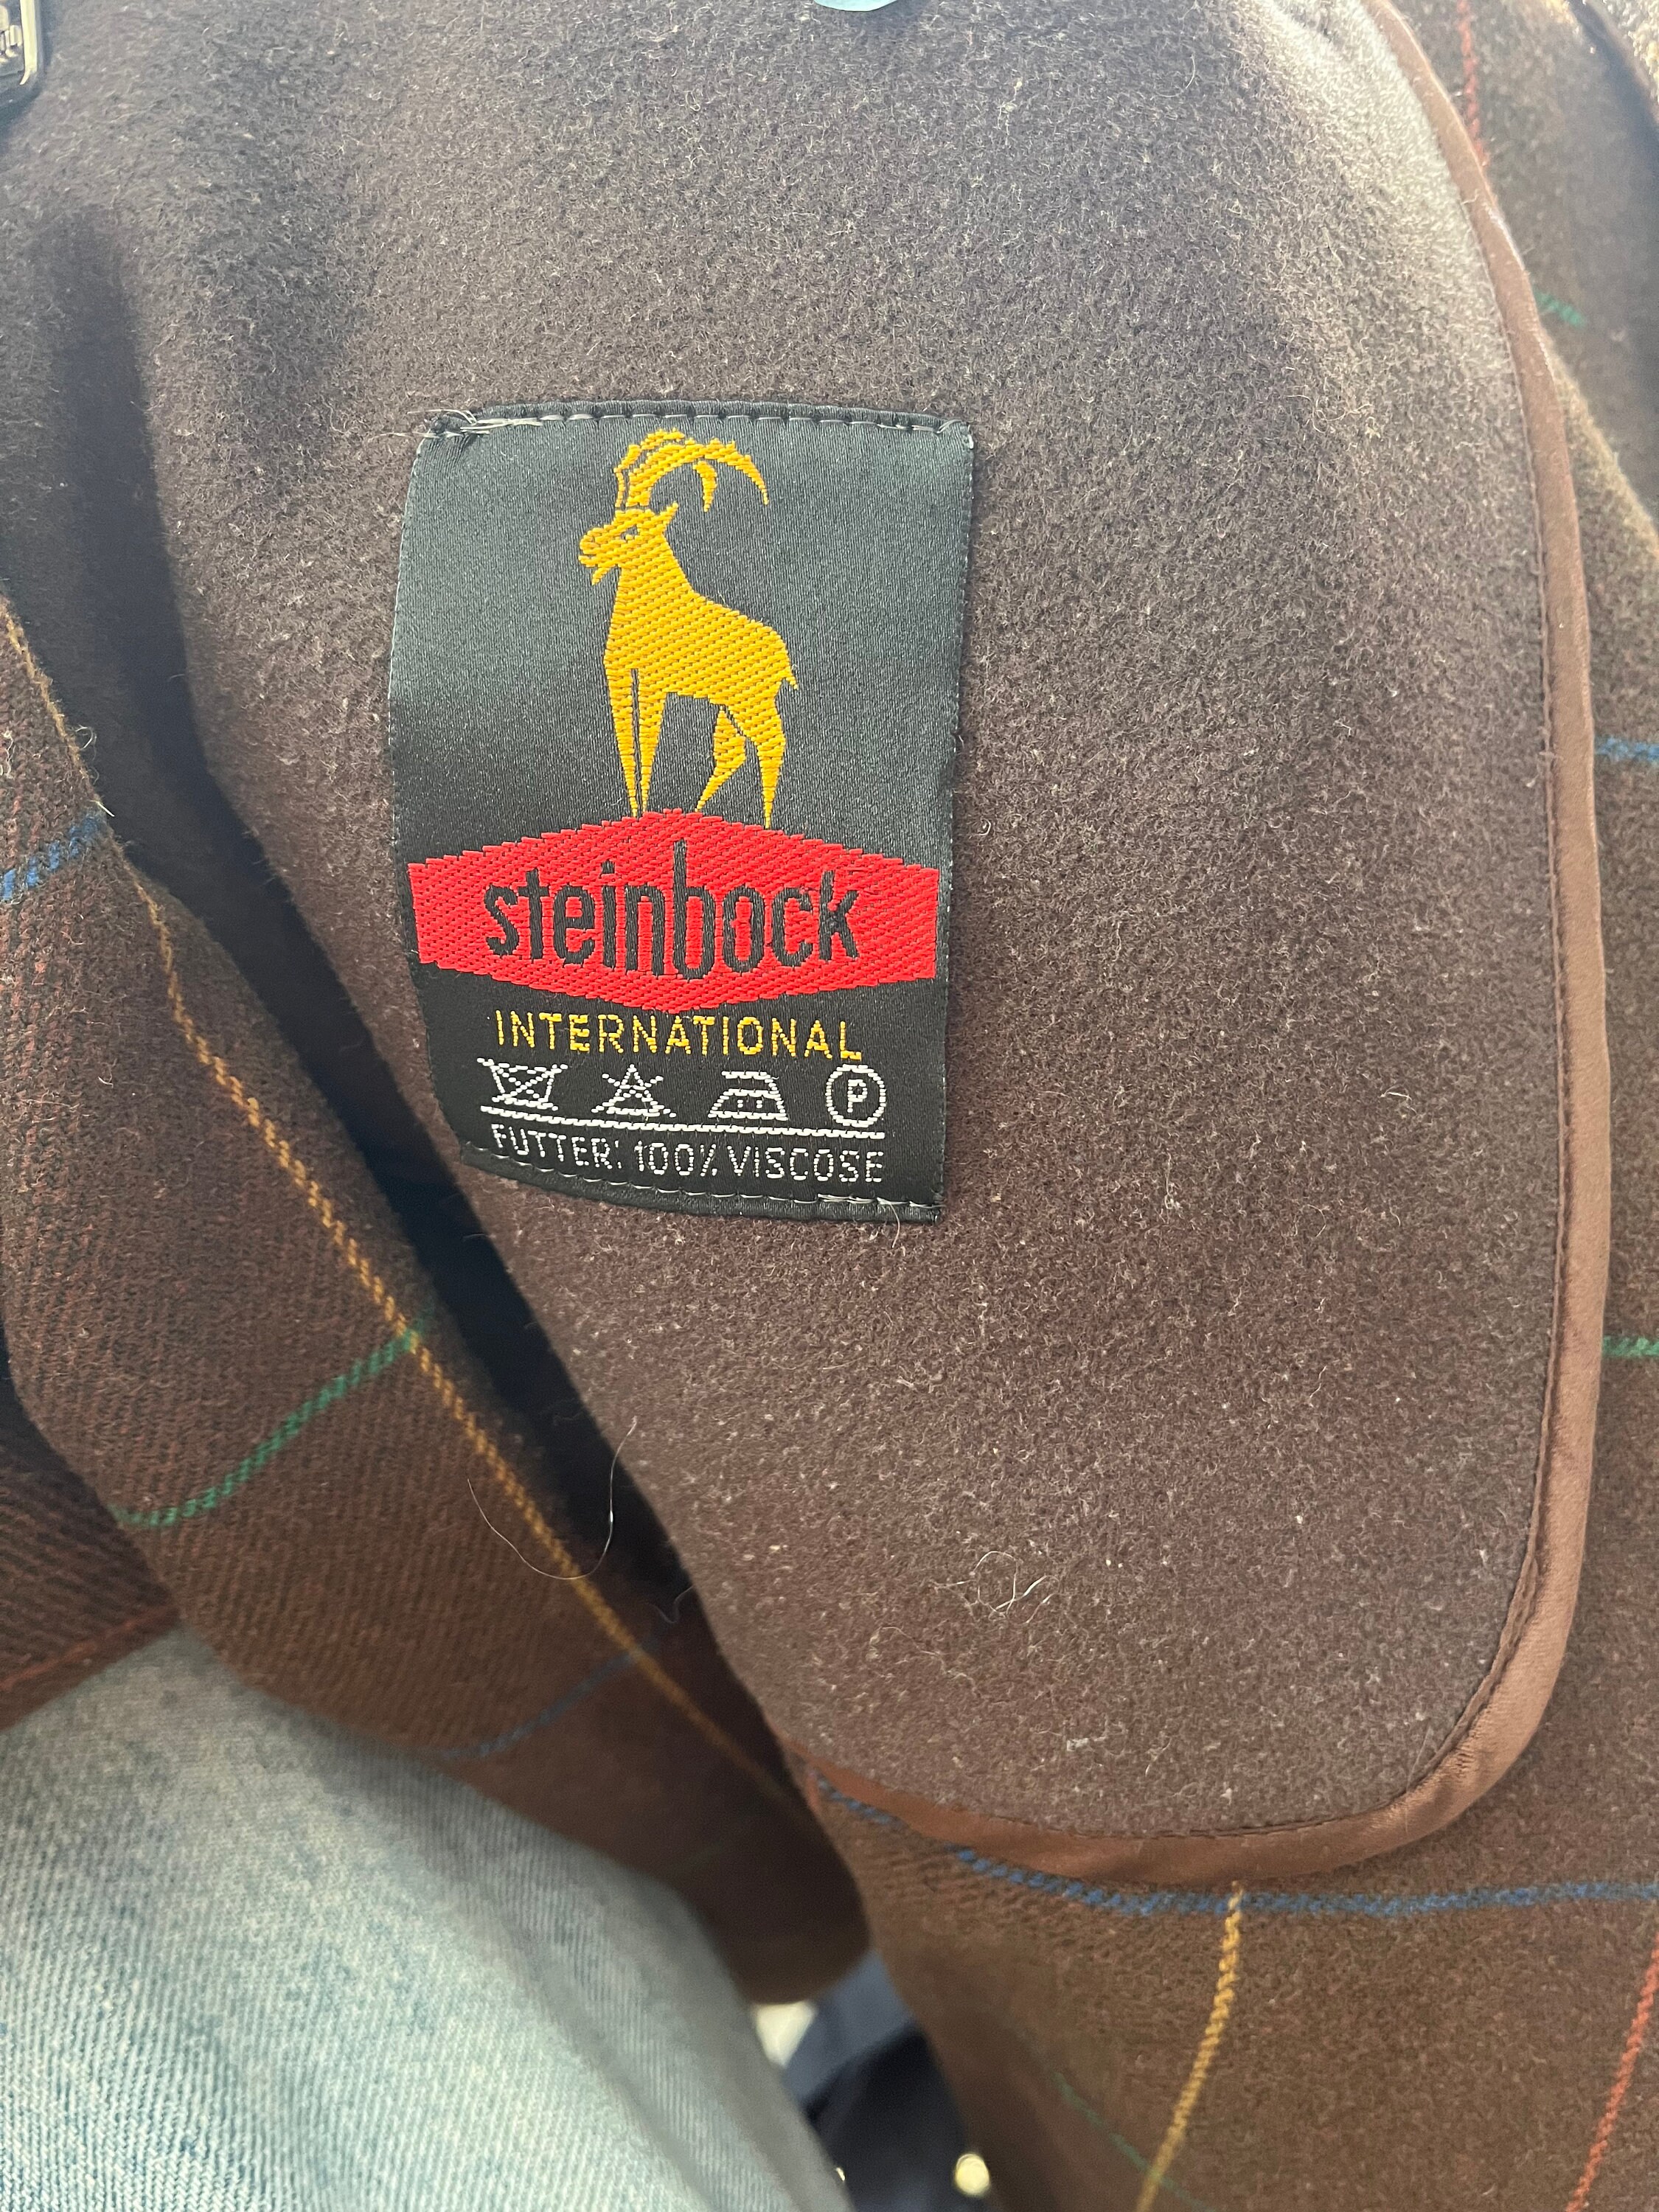 steinbock
INTERNATIONAL
P
FUTTER: 100% VISCOSE